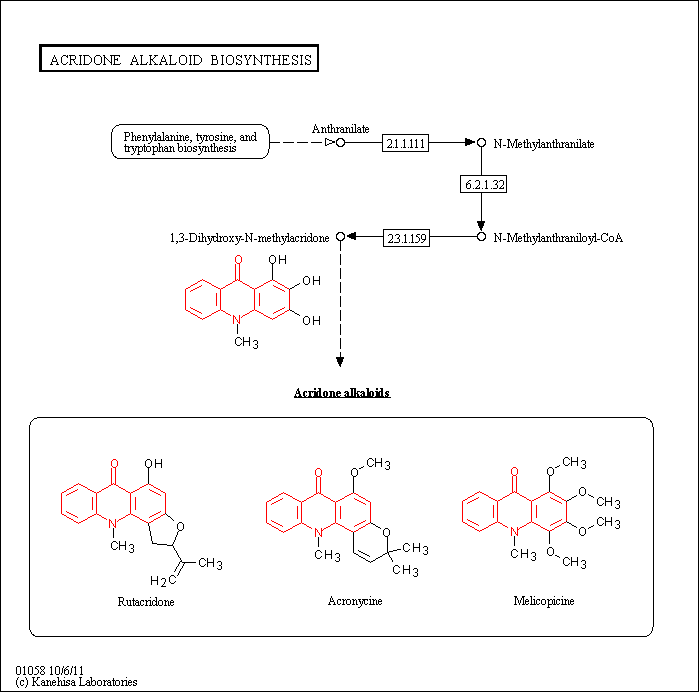 ACRIDONE ALKALOID BIOSYNTHESIS
Phenylalanine, tyrosine, and
tryptophan biosynthesis
Anthranilate
2.1.1.111
N-Methylanthranilate
6.2.1.32
1,3-Dihydroxy-N-methylacridone
2.3.1.159
N-Methylanthraniloyl-CoA
O
OH
OH
OH
N
CH3
Acridone alkaloids
O
OH
N
CH3
O
H2C
CH3
Rutacridone
O
O
CH3
N
CH3
O
CH3
CH3
Acronycine
O
O
CH3
O
CH3
O
CH3
O
CH3
N
CH3
Melicopicine
01058 10/6/11
(c) Kanehisa Laboratories